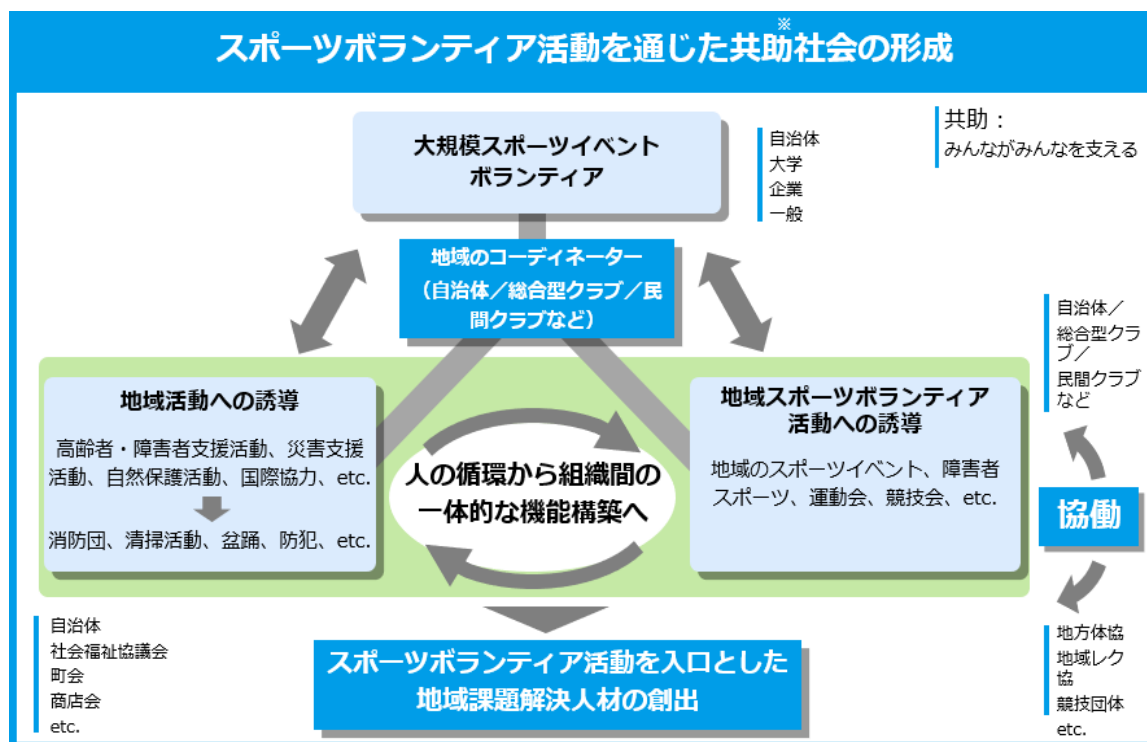 ※
スポーツボランティア活動を通じた共助社会の形成
大規模スポーツイベント
ボランティア
自治体
大学
企業
一般
共助：
みんながみんなを支える
地域のコーディネーター
（自治体／総合型クラブ／民
間クラブなど）
地域活動への誘導
高齢者・障害者支援活動、災害支援
活動、自然保護活動、国際協力、etc.
消防団、清掃活動、盆踊、防犯、etc.
人の循環から組織間の
一体的な機能構築へ
地域スポーツボランティア
活動への誘導
地域のスポーツイベント、障害者
スポーツ、運動会、競技会、etc.
自治体／
総合型クラ
ブ／
民間クラブ
など
協働
地方体協
地域レク
協
競技団体
etc.
自治体
社会福祉協議会
町会
商店会
etc.
スポーツボランティア活動を入口とした
地域課題解決人材の創出